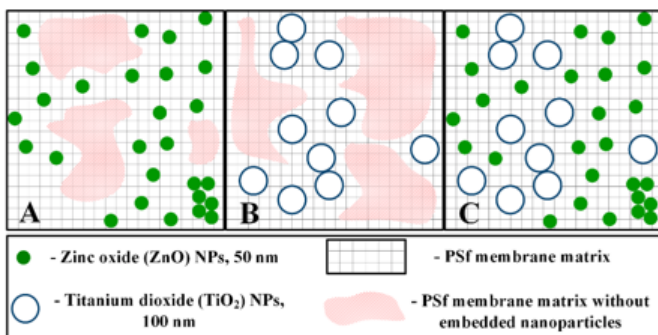 A
B
C
- Zinc oxide (ZnO) NPs, 50 nm
- PSf membrane matrix
- Titanium dioxide (TiO₂) NPs,
100 nm
- PSf membrane matrix without
embedded nanoparticles